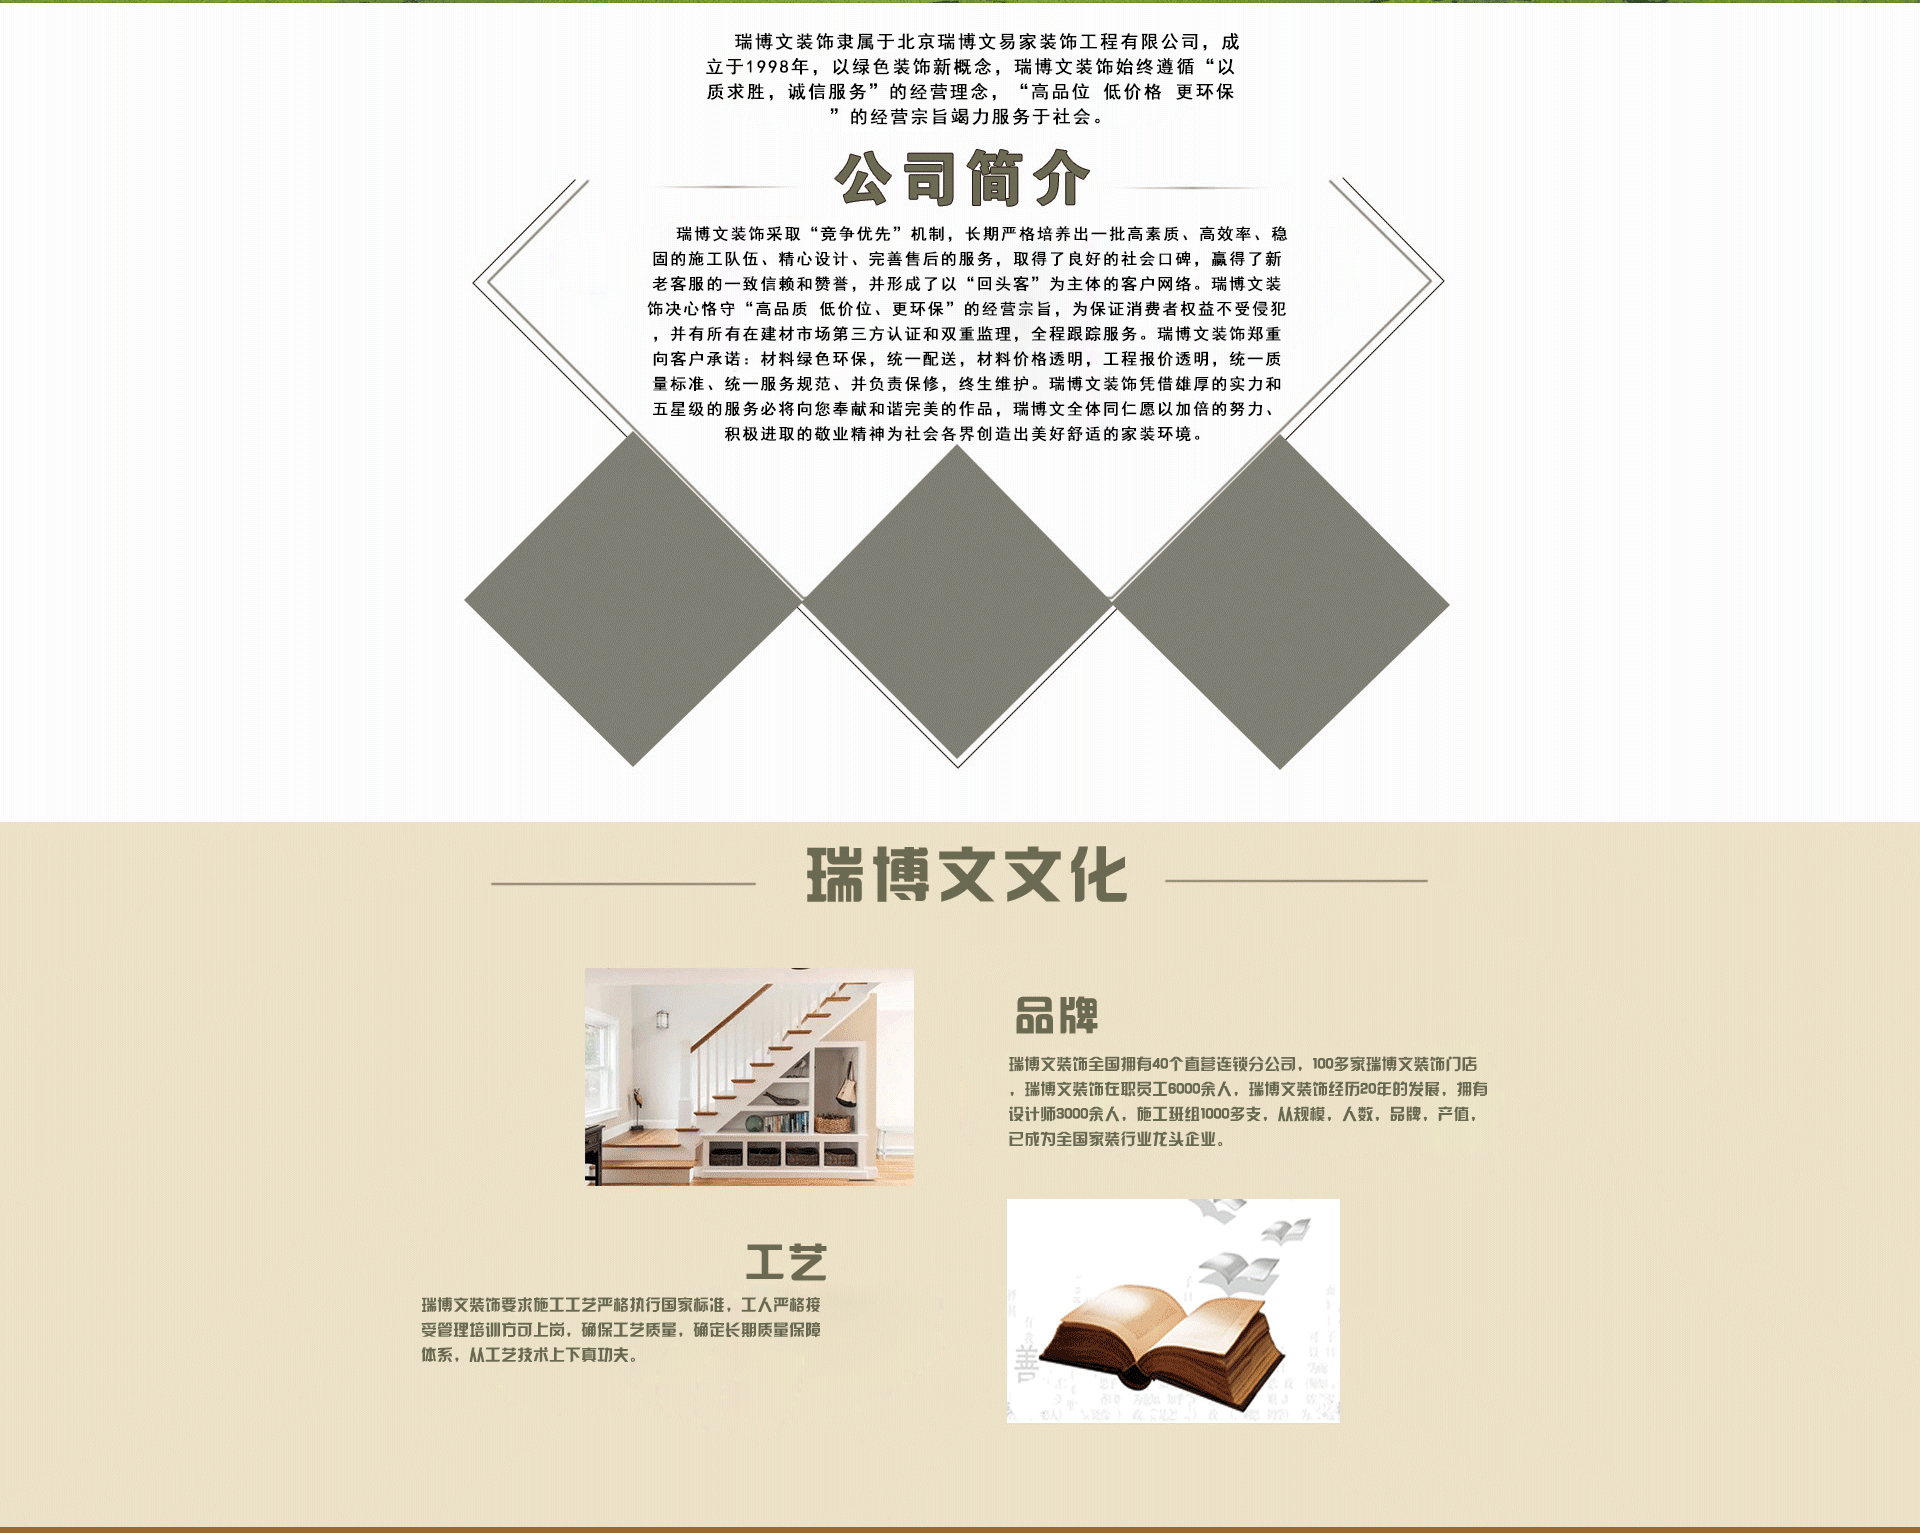 瑞博文装饰隶属于北京瑞博文易家装饰工程有限公司，成
立于1998年，以绿色装饰新概念，瑞博文装饰始终遵循“以
质求胜，诚信服务”的经营理念，“高品位 低价格 更环保
”的经营宗旨竭力服务于社会。
公司简介
瑞博文装饰采取“竞争优先”机制，长期严格培养出一批高素质、高效率、稳
固的施工队伍、精心设计、完善售后的服务，取得了良好的社会口碑，赢得了新
老客服的一致信赖和赞誉，并形成了以“回头客”为主体的客户网络。瑞博文装
饰决心恪守“高品质 低价位、更环保”的经营宗旨，为保证消费者权益不受侵犯
，并有所有在建材市场第三方认证和双重监理，全程跟踪服务。瑞博文装饰郑重
向客户承诺：材料绿色环保，统一配送，材料价格透明，工程报价透明，统一质
量标准、统一服务规范、并负责保修，终生维护。瑞博文装饰凭借雄厚的实力和
五星级的服务必将向您奉献和谐完美的作品，瑞博文全体同仁愿以加倍的努力、
积极进取的敬业精神为社会各界创造出美好舒适的家装环境。
瑞博文文化
品牌
瑞博文装饰全国拥有40个直营连锁分公司，100多家瑞博文装饰门店
，瑞博文装饰在职员工6000余人，瑞博文装饰经历20年的发展，拥有
设计师3000余人，施工班组1000多支，从规模，人数，品牌，产值，
已成为全国家装行业龙头企业。
工艺
瑞博文装饰要求施工工艺严格执行国家标准，工人严格接
受管理培训方可上岗，确保工艺质量，确定长期质量保障
体系，从工艺技术上下真功夫。
善